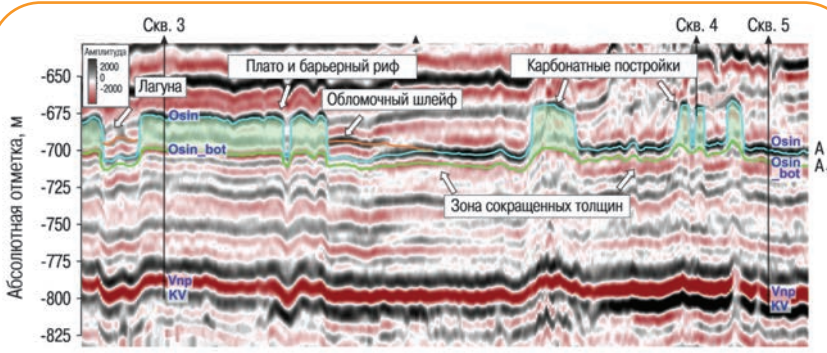 Скв. 3
Скв. 4 Скв. 5
Амплитуда
2000
0
-2000
Лагуна
Плато и барьерный риф
Карбонатные постройки
Обломочный шлейф
Зона сокращенных толщин
Osin
Osin_bot
Osin
Osin
_bot
A
A
Vnp
KV
Vnp
KV
Абсолютная отметка, м
-650
-675
-700
-725
-750
-775
-800
-825